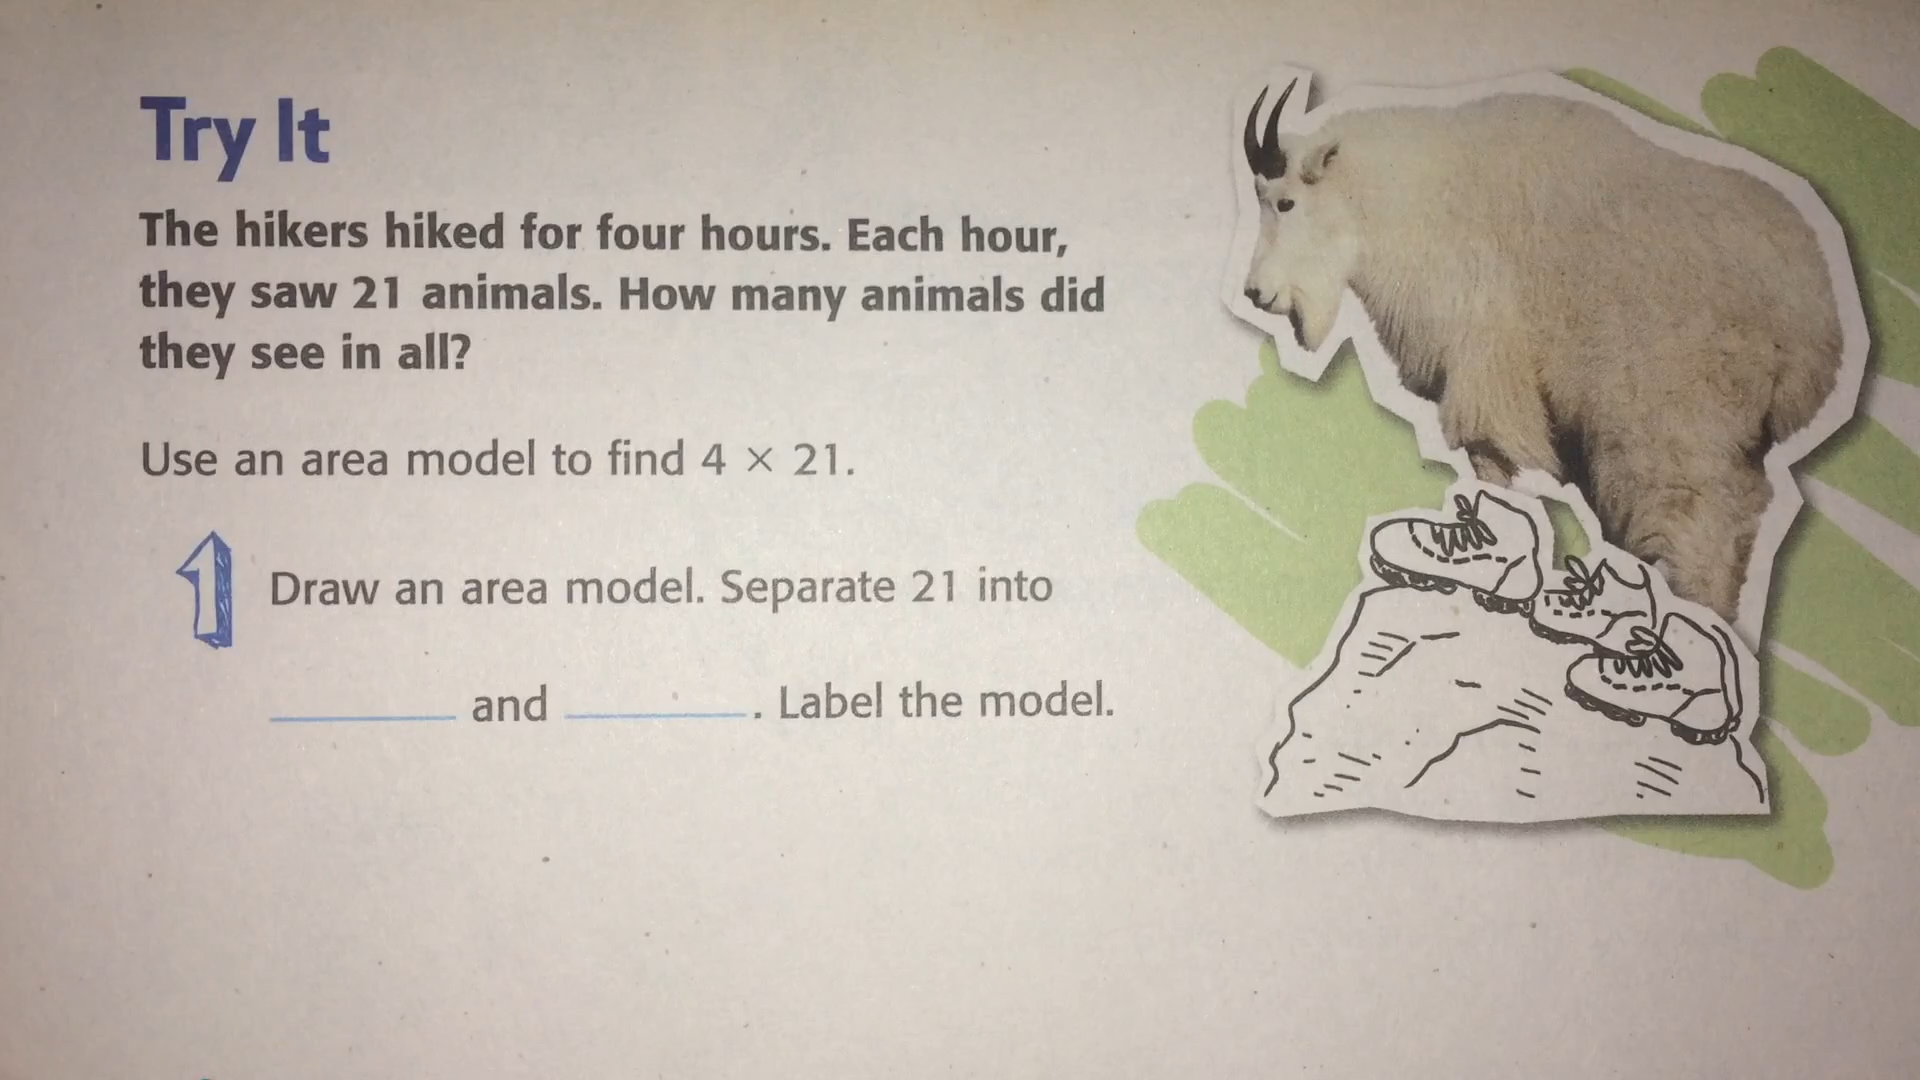 Try It
The hikers hiked for four hours. Each hour,
they saw 21 animals. How many animals did
they see in all?
Use an area model to find 4 × 21.
1 Draw an area model. Separate 21 into
________ and ________. Label the model.